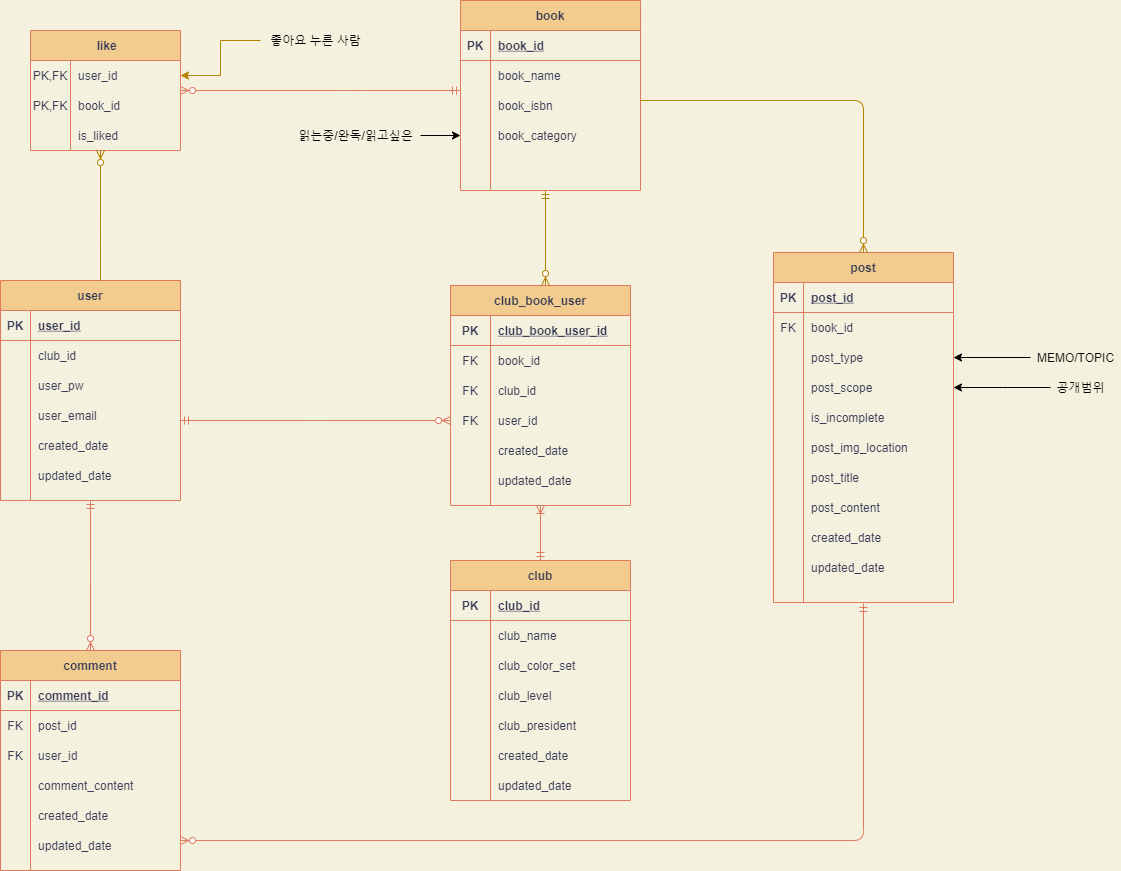 like
PK,FK user_id
PK,FK book_id
is_liked
좋아요 누른 사람
book
PK book_id
book_name
book_isbn
book_category
읽는중/완독/읽고싶은
user
PK user_id
club_id
user_pw
user_email
created_date
updated_date
club_book_user
PK club_book_user_id
FK book_id
FK club_id
FK user_id
created_date
updated_date
post
PK post_id
FK book_id
post_type
post_scope
is_incomplete
post_img_location
post_title
post_content
created_date
updated_date
MEMO/TOPIC
공개범위
club
PK club_id
club_name
club_color_set
club_level
club_president
created_date
updated_date
comment
PK comment_id
FK post_id
FK user_id
comment_content
created_date
updated_date